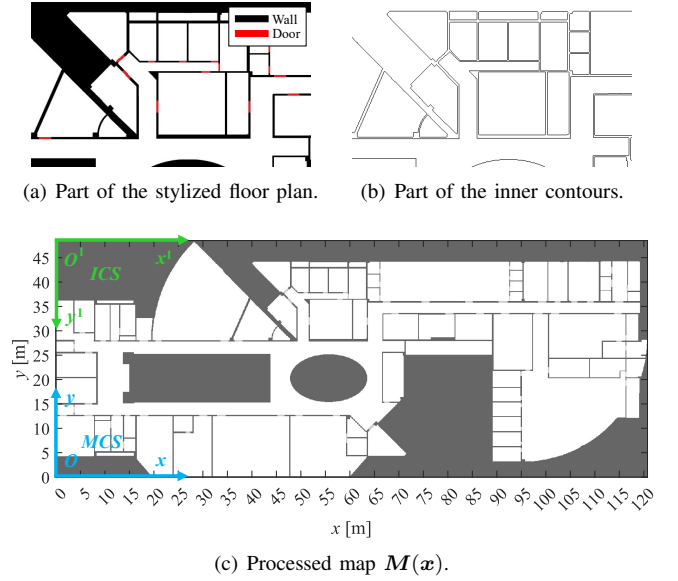 Wall
Door
(a) Part of the stylized floor plan.
(b) Part of the inner contours.
45
40
35
30
25
20
15
10
5
0
y [m]
O^I
x^I
ICS
y^I
y
MCS
O
x
0 5 10 15 20 25 30 35 40 45 50 55 60 65 70 75 80 85 90 95 100 105 110 115 120
x [m]
(c) Processed map M(x).